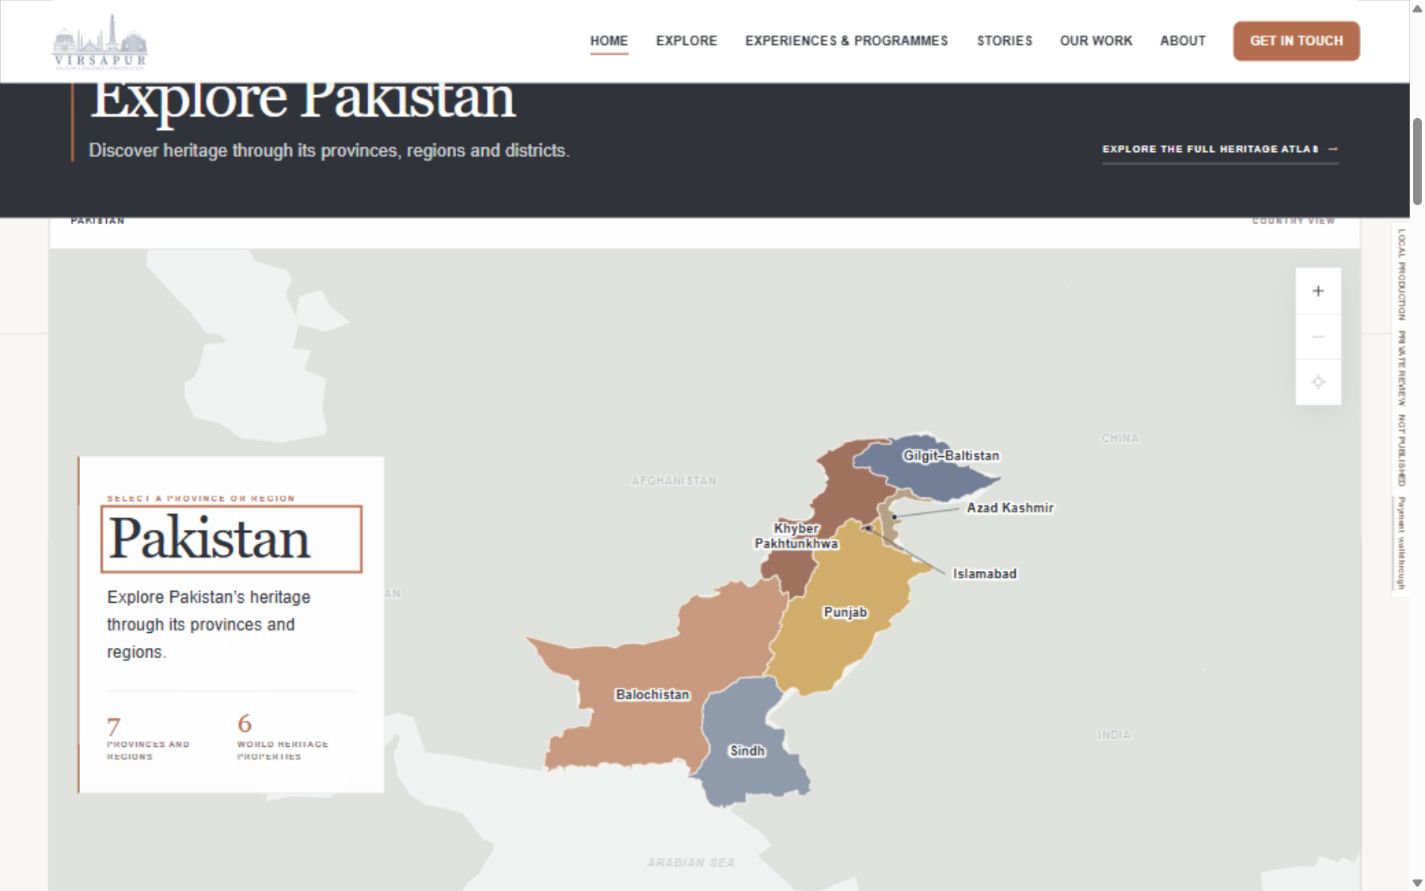 VIRSAPUR
HOME
EXPLORE
EXPERIENCES & PROGRAMMES
STORIES
OUR WORK
ABOUT
GET IN TOUCH
Explore Pakistan
Discover heritage through its provinces, regions and districts.
EXPLORE THE FULL HERITAGE ATLAS →
PAKISTAN
COUNTRY VIEW
+
−
LOCAL PRODUCTION PRIVATE REVIEW NOT PUBLISHED Payment walkthrough
CHINA
AFGHANISTAN
Gilgit–Baltistan
Azad Kashmir
Khyber
Pakhtunkhwa
Islamabad
Punjab
Balochistan
Sindh
INDIA
ARABIAN SEA
AN
SELECT A PROVINCE OR REGION
Pakistan
Explore Pakistan's heritage
through its provinces and
regions.
7
PROVINCES AND
REGIONS
6
WORLD HERITAGE
PROPERTIES